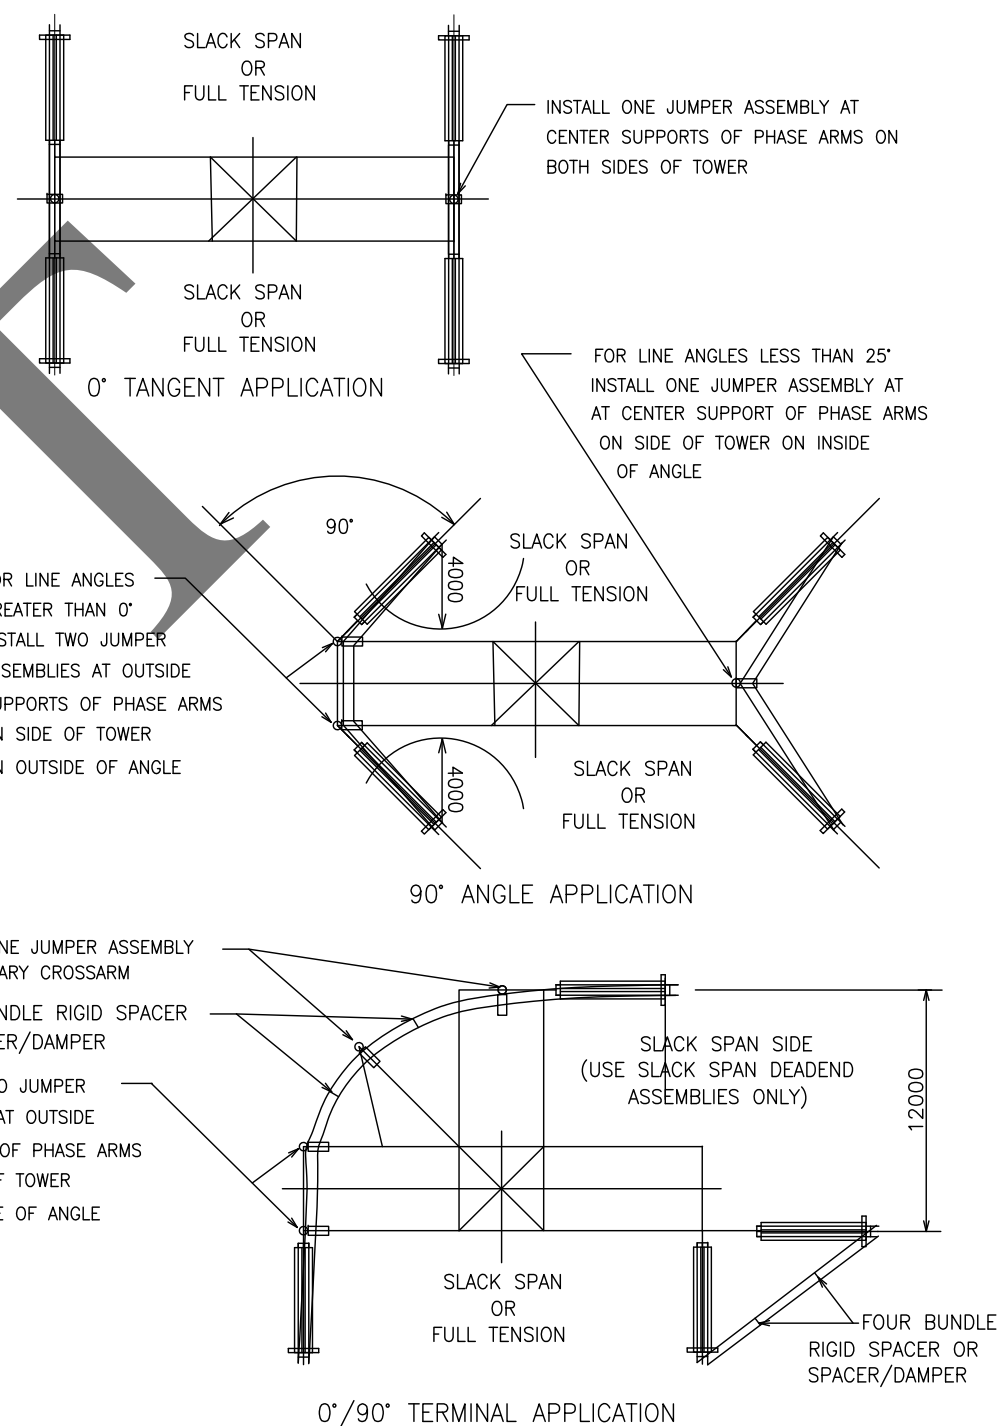 SLACK SPAN
OR
FULL TENSION
INSTALL ONE JUMPER ASSEMBLY AT
CENTER SUPPORTS OF PHASE ARMS ON
BOTH SIDES OF TOWER
SLACK SPAN
OR
FULL TENSION
0° TANGENT APPLICATION
FOR LINE ANGLES LESS THAN 25°
INSTALL ONE JUMPER ASSEMBLY AT
AT CENTER SUPPORT OF PHASE ARMS
ON SIDE OF TOWER ON INSIDE
OF ANGLE
90°
4000
SLACK SPAN
OR
FULL TENSION
LINE ANGLES
THAN 0°
TWO JUMPER
AT OUTSIDE
OF PHASE ARMS
SIDE OF TOWER
OUTSIDE OF ANGLE
4000
SLACK SPAN
OR
FULL TENSION
90° ANGLE APPLICATION
JUMPER ASSEMBLY
CROSSARM
RIGID SPACER
/DAMPER
JUMPER
AT OUTSIDE
OF PHASE ARMS
TOWER
OF ANGLE
SLACK SPAN SIDE
(USE SLACK SPAN DEADEND
ASSEMBLIES ONLY)
12000
SLACK SPAN
OR
FULL TENSION
FOUR BUNDLE
RIGID SPACER OR
SPACER/DAMPER
0°/90° TERMINAL APPLICATION